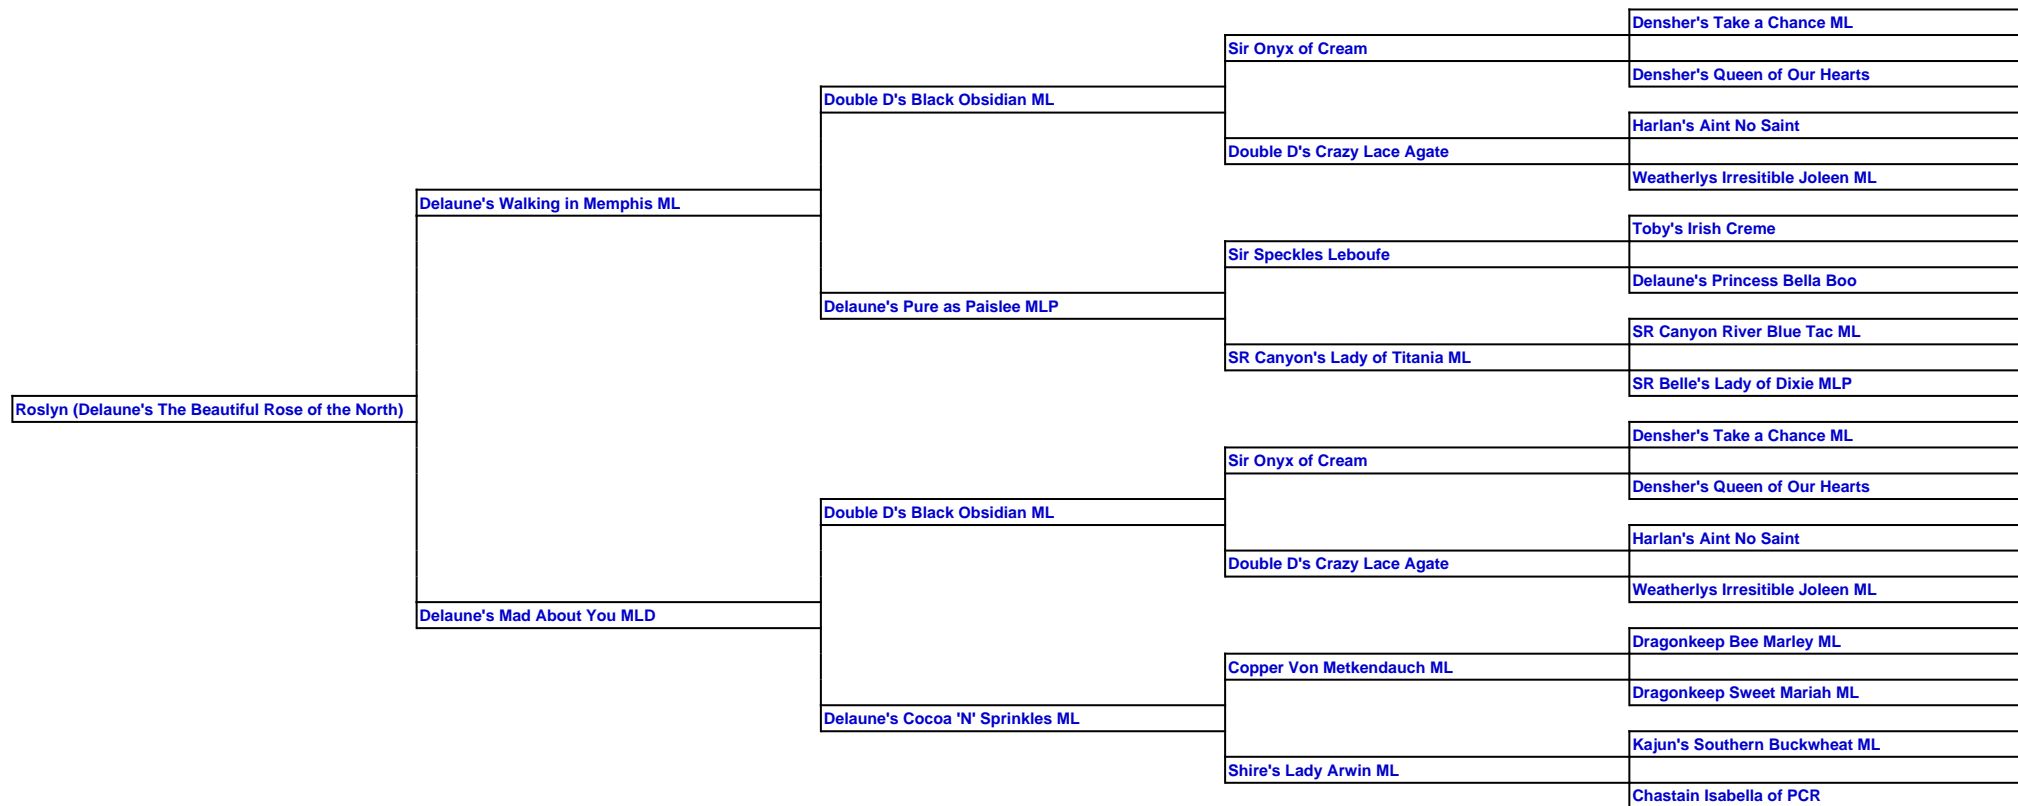 Densher's Take a Chance ML
Sir Onyx of Cream
Densher's Queen of Our Hearts
Double D's Black Obsidian ML
Harlan's Aint No Saint
Double D's Crazy Lace Agate
Weatherlys Irresitible Joleen ML
Delaune's Walking in Memphis ML
Toby's Irish Creme
Sir Speckles Leboufe
Delaune's Princess Bella Boo
Delaune's Pure as Paislee MLP
SR Canyon River Blue Tac ML
SR Canyon's Lady of Titania ML
SR Belle's Lady of Dixie MLP
Roslyn (Delaune's The Beautiful Rose of the North)
Densher's Take a Chance ML
Sir Onyx of Cream
Densher's Queen of Our Hearts
Double D's Black Obsidian ML
Harlan's Aint No Saint
Double D's Crazy Lace Agate
Weatherlys Irresitible Joleen ML
Delaune's Mad About You MLD
Dragonkeep Bee Marley ML
Copper Von Metkendauch ML
Dragonkeep Sweet Mariah ML
Delaune's Cocoa 'N' Sprinkles ML
Kajun's Southern Buckwheat ML
Shire's Lady Arwin ML
Chastain Isabella of PCR